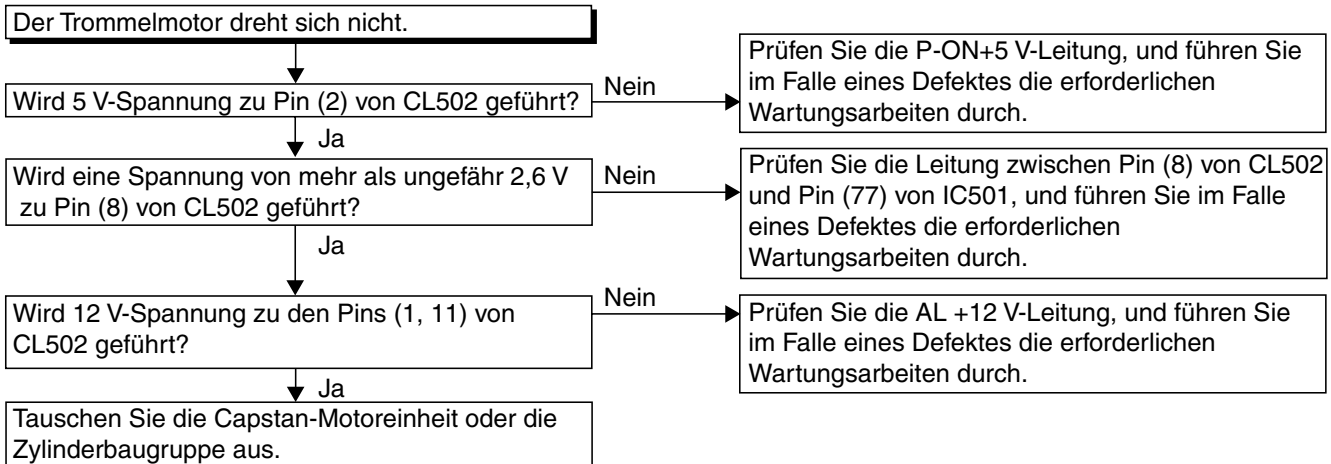 Der Trommelmotor dreht sich nicht.
Wird 5 V-Spannung zu Pin (2) von CL502 geführt?
Nein
Prüfen Sie die P-ON+5 V-Leitung, und führen Sie
im Falle eines Defektes die erforderlichen
Wartungsarbeiten durch.
Ja
Wird eine Spannung von mehr als ungefähr 2,6 V
zu Pin (8) von CL502 geführt?
Nein
Prüfen Sie die Leitung zwischen Pin (8) von CL502
und Pin (77) von IC501, und führen Sie im Falle
eines Defektes die erforderlichen
Wartungsarbeiten durch.
Ja
Wird 12 V-Spannung zu den Pins (1, 11) von
CL502 geführt?
Nein
Prüfen Sie die AL +12 V-Leitung, und führen Sie
im Falle eines Defektes die erforderlichen
Wartungsarbeiten durch.
Ja
Tauschen Sie die Capstan-Motoreinheit oder die
Zylinderbaugruppe aus.